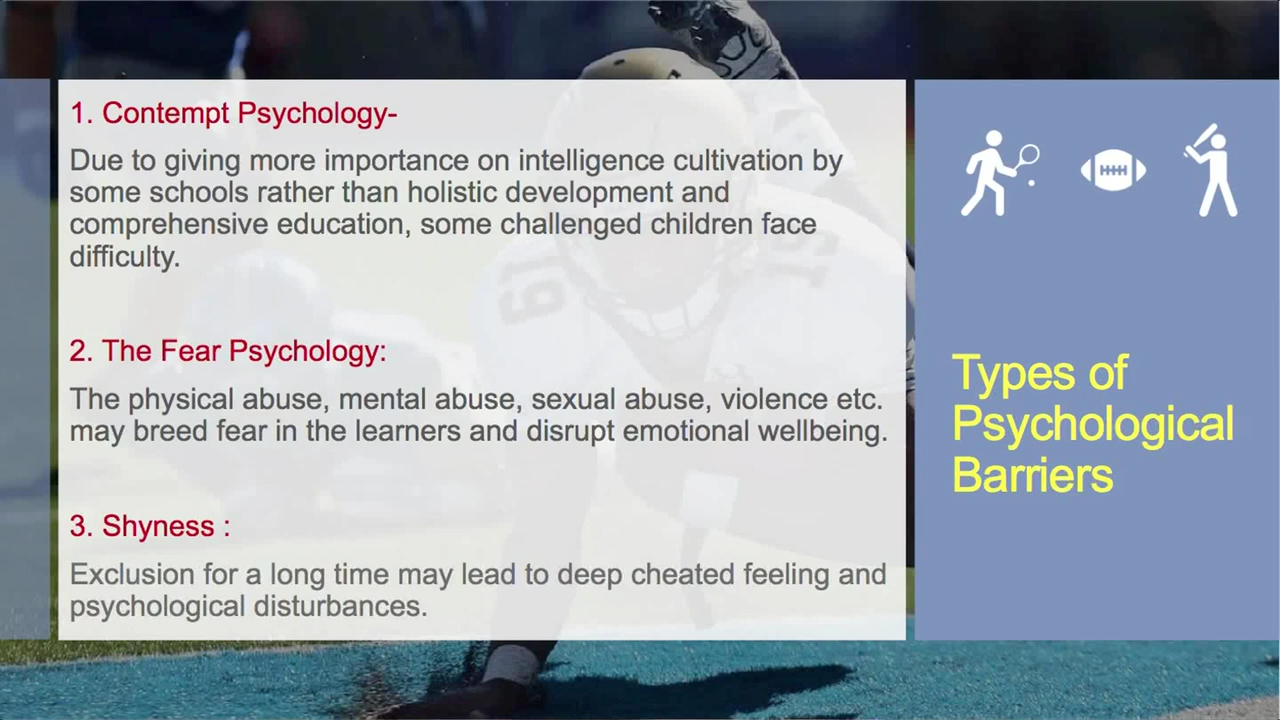 1. Contempt Psychology-
Due to giving more importance on intelligence cultivation by
some schools rather than holistic development and
comprehensive education, some challenged children face
difficulty.
2. The Fear Psychology:
The physical abuse, mental abuse, sexual abuse, violence etc.
may breed fear in the learners and disrupt emotional wellbeing.
3. Shyness :
Exclusion for a long time may lead to deep cheated feeling and
psychological disturbances.
Types of
Psychological
Barriers
19
15